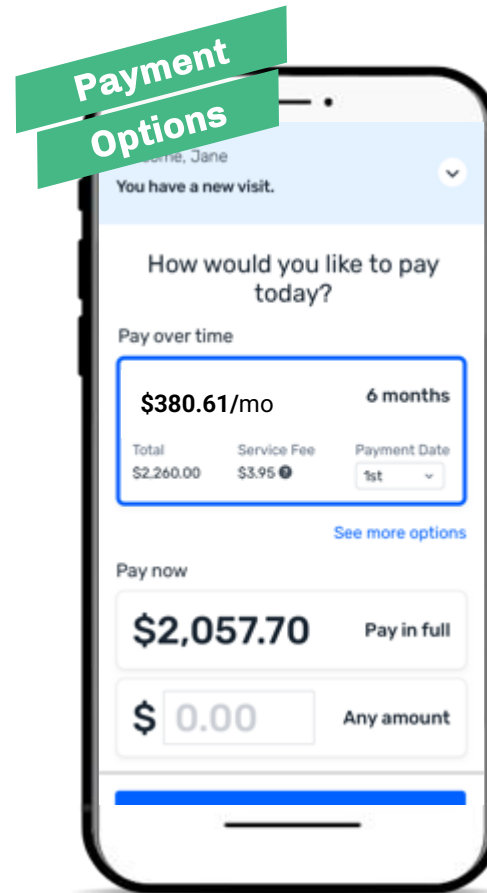 Payment
Options
ome, Jane
You have a new visit.
How would you like to pay
today?
Pay over time
$380.61/mo
6 months
Total
Service Fee
Payment Date
$2,260.00
$3.95 ?
1st
See more options
Pay now
$2,057.70
Pay in full
$ 0.00
Any amount